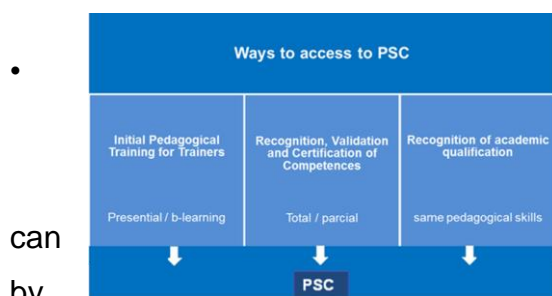 •
Ways to access to PSC
Initial Pedagogical
Training for Trainers
Presential / b-learning
Recognition, Validation
and Certification of
Competences
Total / parcial
Recognition of academic
qualification
same pedagogical skills
can
by
PSC